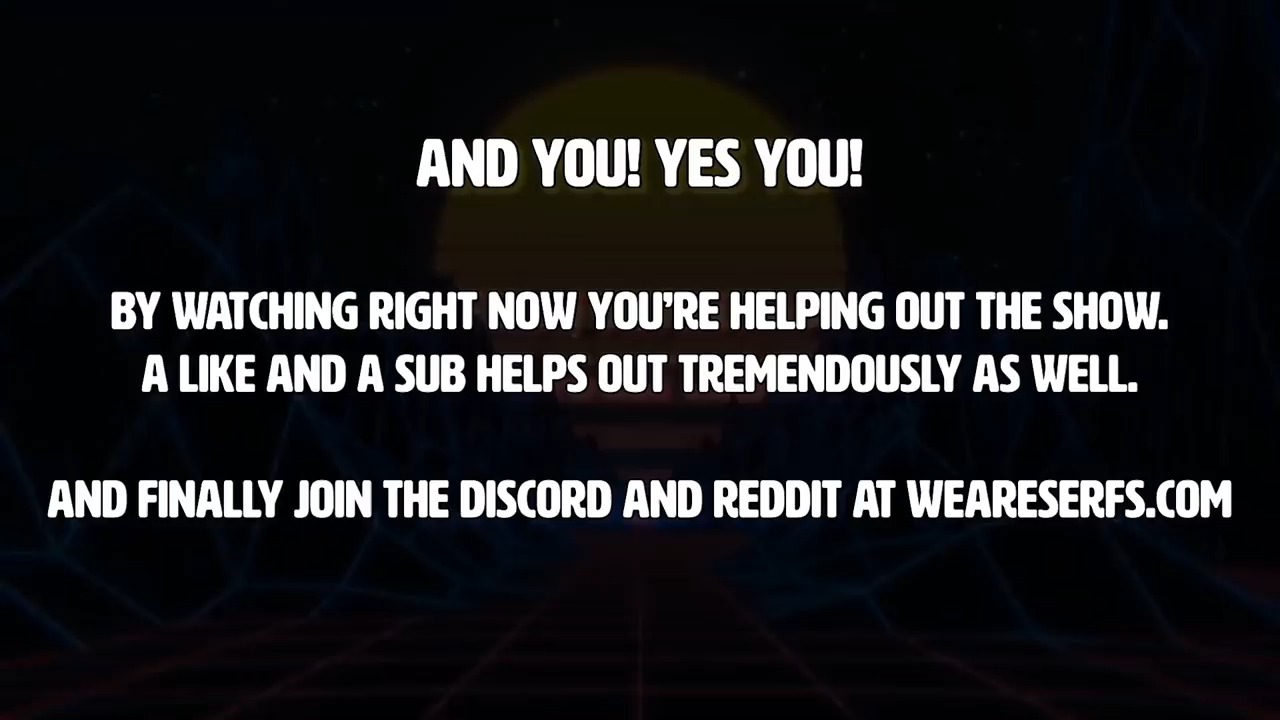 AND YOU! YES YOU!
BY WATCHING RIGHT NOW YOU'RE HELPING OUT THE SHOW.
A LIKE AND A SUB HELPS OUT TREMENDOUSLY AS WELL.
AND FINALLY JOIN THE DISCORD AND REDDIT AT WEARESERFS.COM